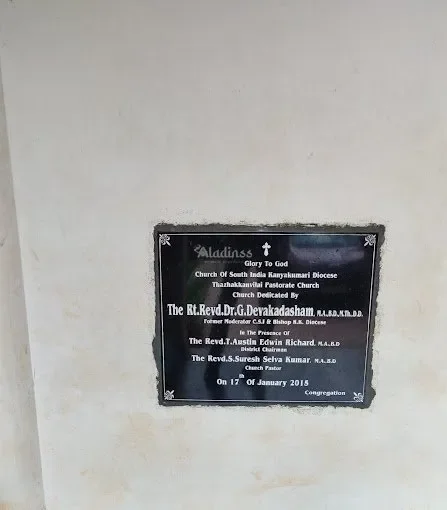 Aladinss
Glory To God
Church Of South India Kanyakumari Diocese
Thazhakkanvilai Pastorate Church
Church Dedicated By
The Rt.Revd.Dr.G.Devakadasham, M.A.,B.D.,M.Th.,D.D.
Former Moderator C.S.I & Bishop K.K. Diocese
In The Presence Of
The Revd.T.Austin Edwin Richard, M.A.,B.D
District Chairman
The Revd.S.Suresh Selva Kumar, M.A.,B.D
Church Pastor
On 17th Of January 2018
Congregation